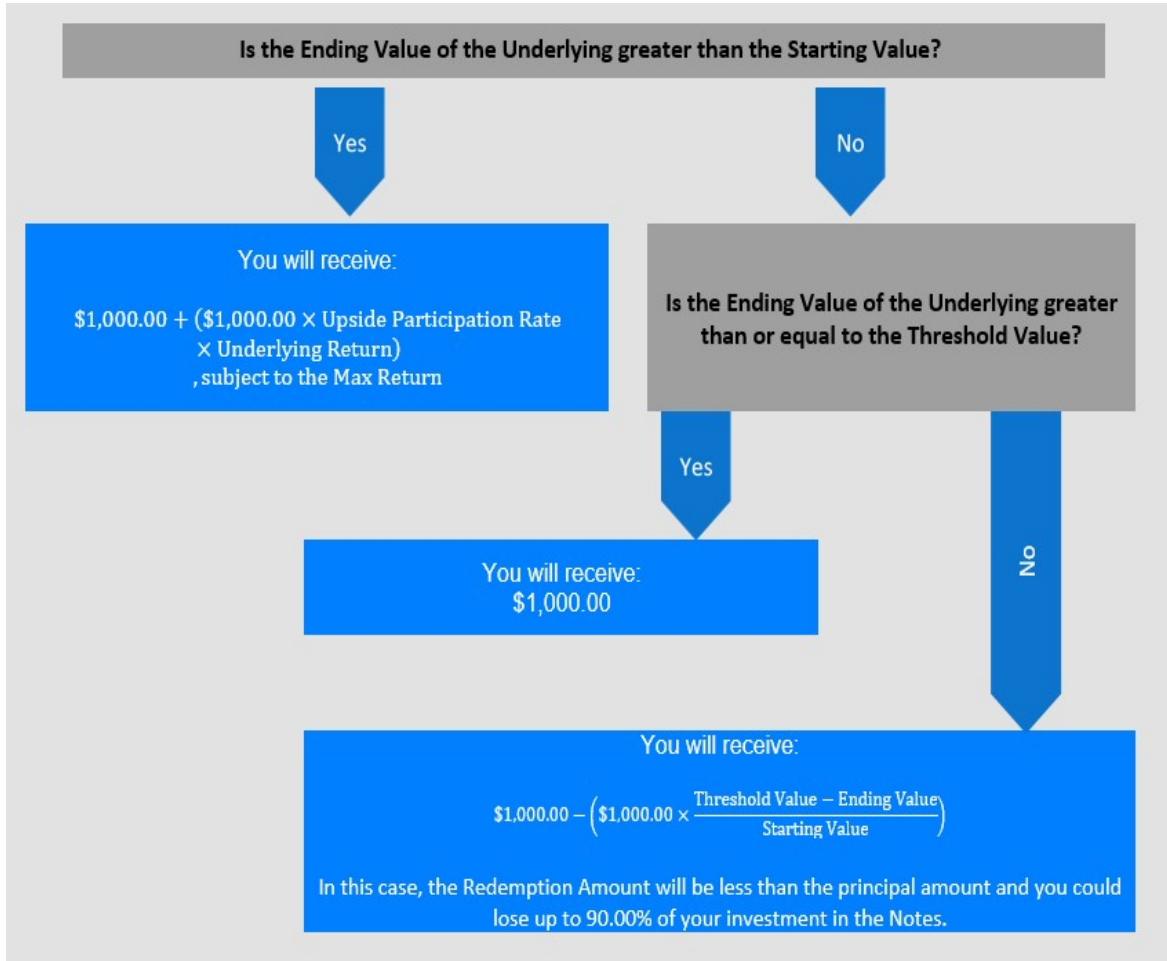 Is the Ending Value of the Underlying greater than the Starting Value?
Yes
No
You will receive:
$1,000.00 + ($1,000.00 × Upside Participation Rate
× Underlying Return)
, subject to the Max Return
Is the Ending Value of the Underlying greater
than or equal to the Threshold Value?
Yes
No
You will receive:
$1,000.00
You will receive:
$1,000.00 − ($1,000.00 × (Threshold Value − Ending Value) / Starting Value)
In this case, the Redemption Amount will be less than the principal amount and you could
lose up to 90.00% of your investment in the Notes.